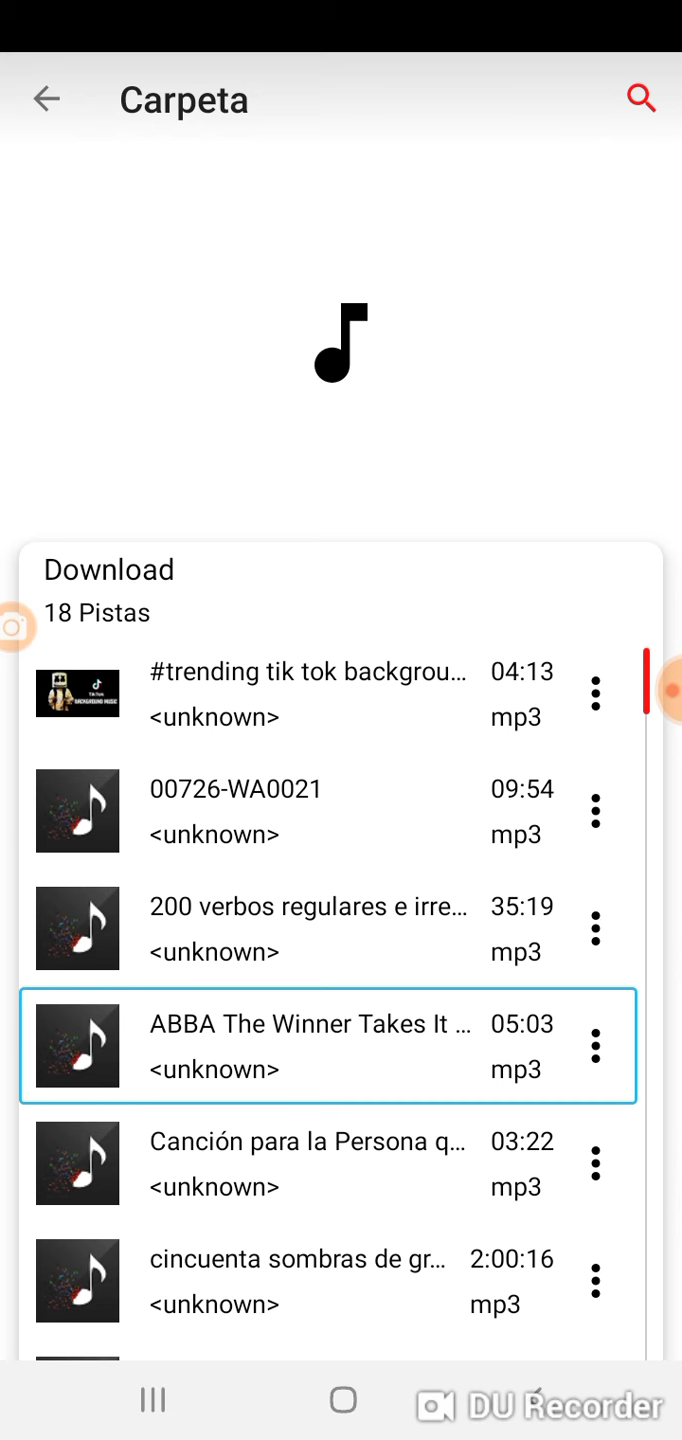 Carpeta
Download
18 Pistas
#trending tik tok backgrou... 04:13
<unknown> mp3
00726-WA0021 09:54
<unknown> mp3
200 verbos regulares e irre... 35:19
<unknown> mp3
ABBA The Winner Takes It ... 05:03
<unknown> mp3
Canción para la Persona q... 03:22
<unknown> mp3
cincuenta sombras de gr... 2:00:16
<unknown> mp3
DU Recorder